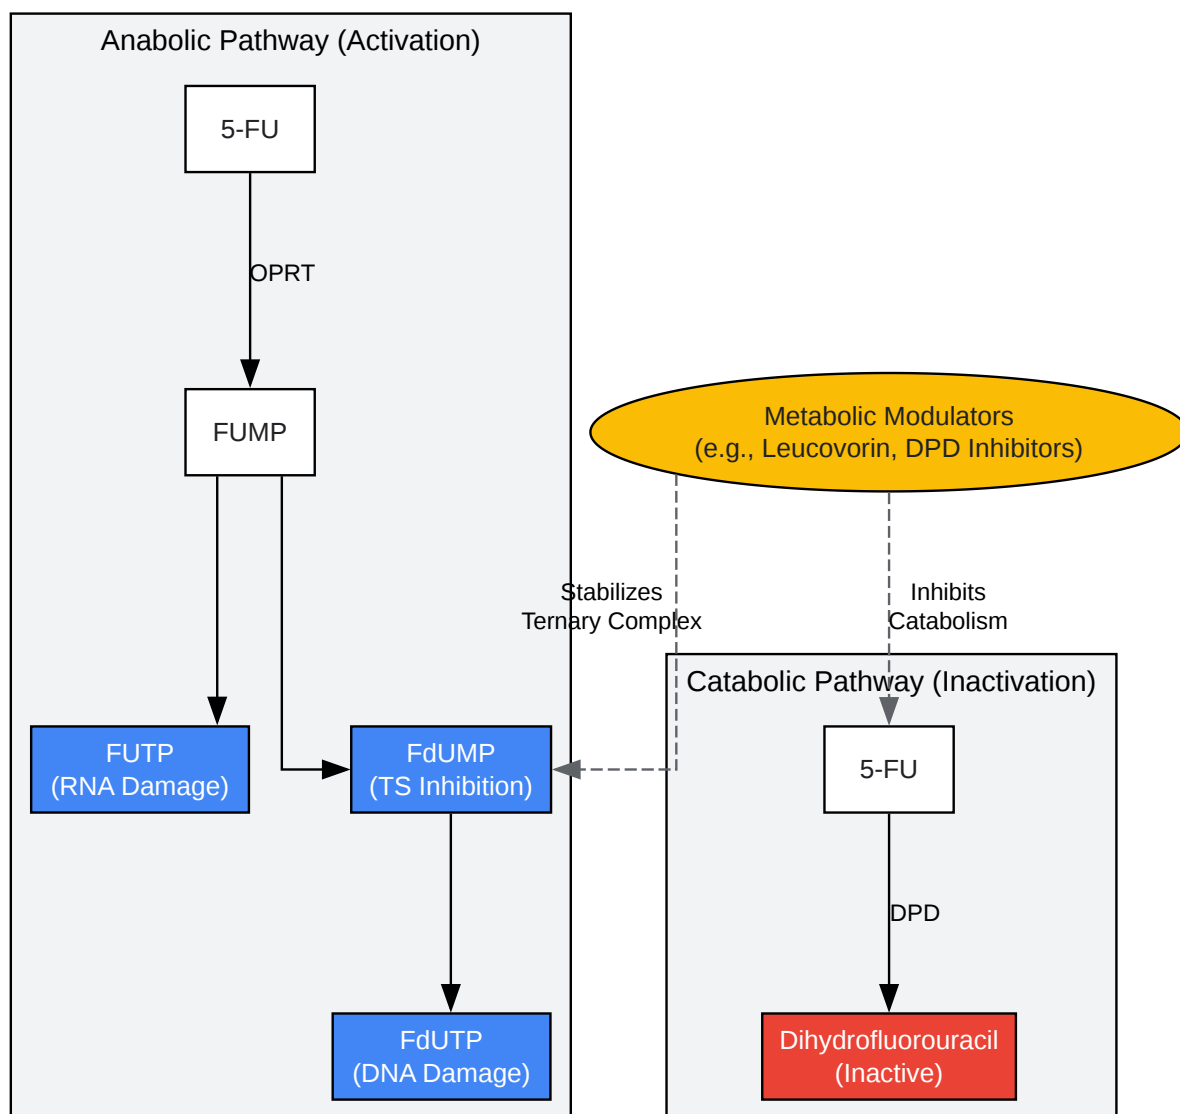 Anabolic Pathway (Activation)
5-FU
OPRT
FUMP
Metabolic Modulators
(e.g., Leucovorin, DPD Inhibitors)
Stabilizes
Ternary Complex
Inhibits
Catabolism
Catabolic Pathway (Inactivation)
FUTP
(RNA Damage)
FdUMP
(TS Inhibition)
5-FU
DPD
FdUTP
(DNA Damage)
Dihydrofluorouracil
(Inactive)